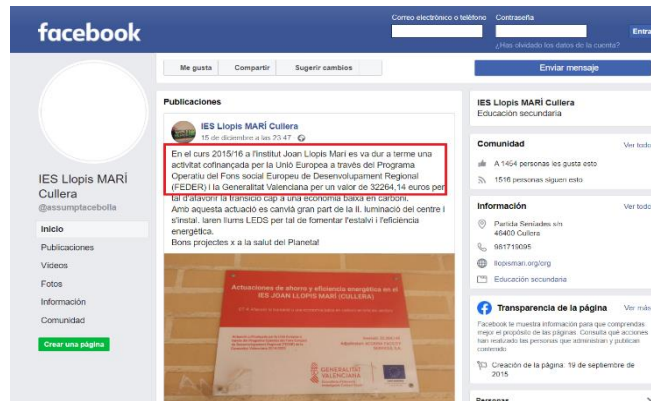 facebook
Correo electrónico o teléfono
Contraseña
Entra
¿Has olvidado los datos de la cuenta?
Me gusta
Compartir
Sugerir cambios
Enviar mensaje
IES Llopis MARÍ
Cullera
@assumptacebolla
Inicio
Publicaciones
Vídeos
Fotos
Información
Comunidad
Crear una página
Publicaciones
IES Llopis MARÍ Cullera
15 de diciembre a las 23:47
En el curs 2015/16 a l'Institut Joan Llopis Marí es va dur a terme una
activitat cofinançada per la Unió Europea a través del Programa
Operatiu del Fons social Europeu de Desenvolupament Regional
(FEDER) i la Generalitat Valenciana per un valor de 32264,14 euros per
tal d'afavorir la transició cap a una economia baixa en carboni.
Amb aquesta actuació es canvià gran part de la il. luminació del centre i
s'instal. laren llums LEDS per tal de fomentar l'estalvi i l'eficiència
energètica.
Bons projectes x a la salut del Planeta!
Actuaciones de ahorro y eficiencia energética en el
IES JOAN LLOPIS MARÍ (CULLERA)
GENERALITAT
VALENCIANA
IES Llopis MARÍ Cullera
Educación secundaria
Comunidad
Ver todo
A 1464 personas les gusta esto
1516 personas siguen esto
Información
Ver todo
Partida Seniades s/n
46400 Cullera
961719095
llopismari.org/org
Educación secundaria
Transparencia de la página
Ver más
Facebook te muestra información para que comprendas
mejor el propósito de las páginas. Consulta qué acciones
han realizado las personas que administran y publican
contenido.
Creación de la página: 19 de septiembre de
2015
Personas